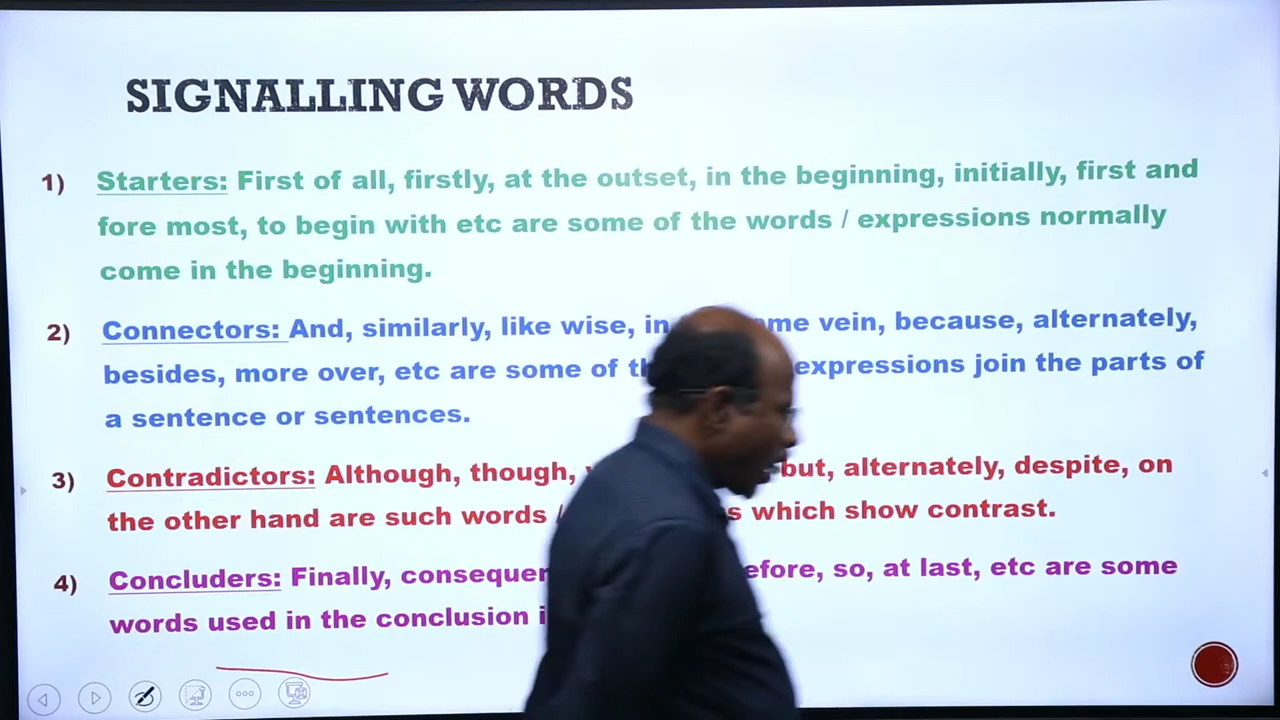 SIGNALLING WORDS
1) Starters: First of all, firstly, at the outset, in the beginning, initially, first and
fore most, to begin with etc are some of the words / expressions normally
come in the beginning.
2) Connectors: And, similarly, like wise, in vein, because, alternately,
besides, more over, etc are some of expressions join the parts of
a sentence or sentences.
3) Contradictors: Although, though, but, alternately, despite, on
the other hand are such words / which show contrast.
4) Concluders: Finally, so, at last, etc are some
words used in the conclusion